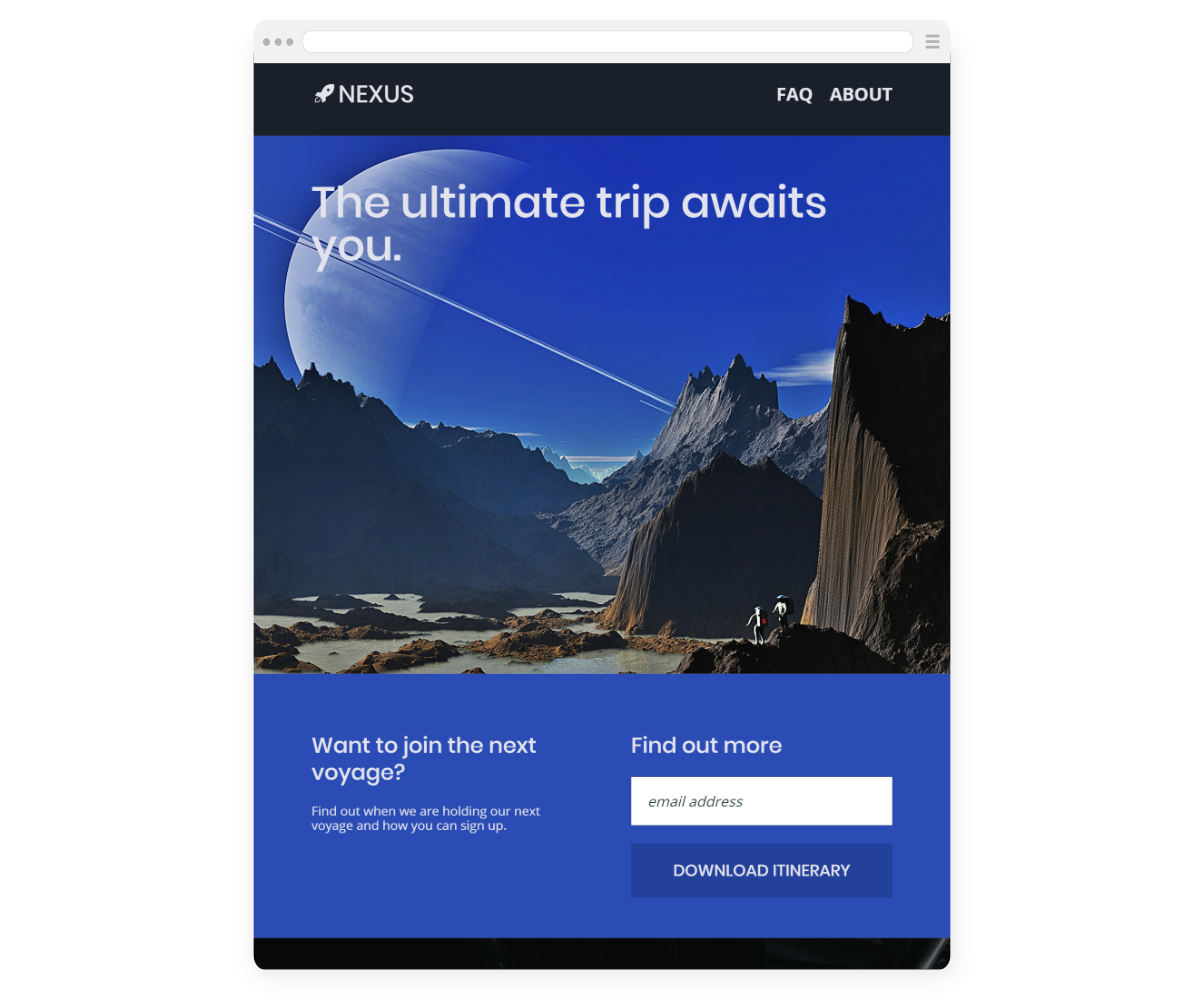 NEXUS
FAQ ABOUT
The ultimate trip awaits
you.
Want to join the next
voyage?
Find out when we are holding our next
voyage and how you can sign up.
Find out more
email address
DOWNLOAD ITINERARY